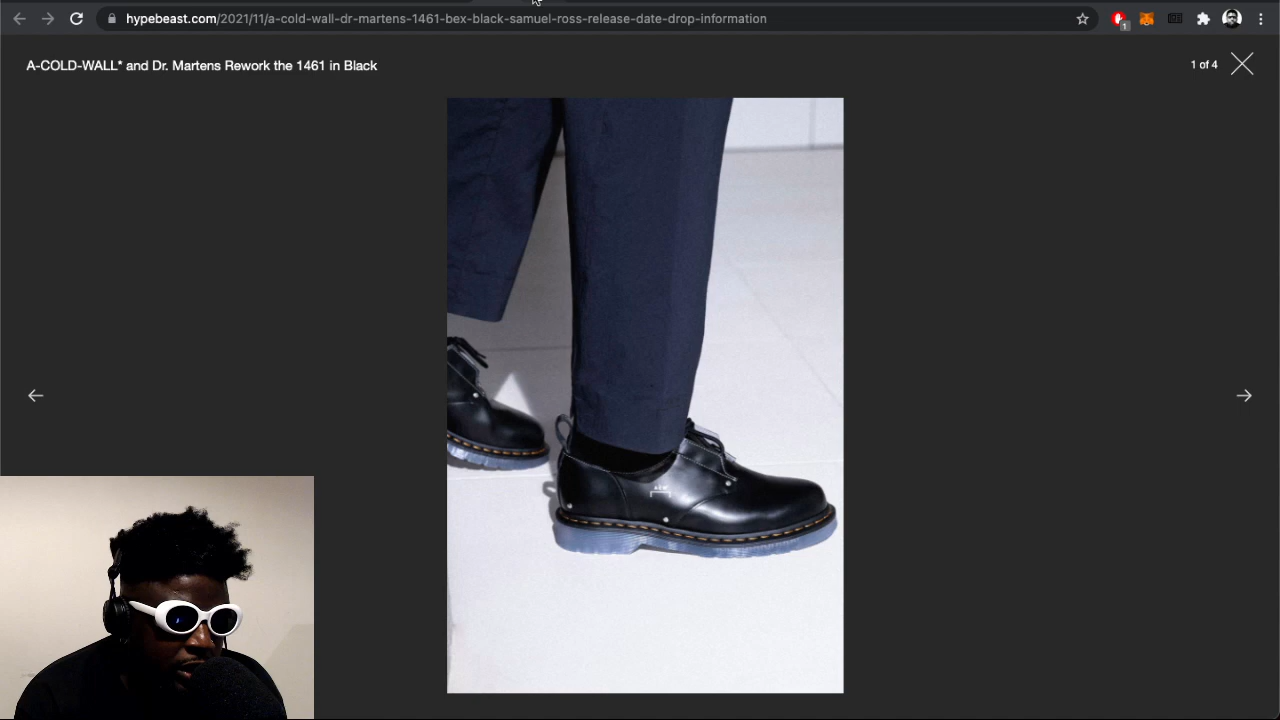 hypebeast.com/2021/11/a-cold-wall-dr-martens-1461-bex-black-samuel-ross-release-date-drop-information
1
A-COLD-WALL* and Dr. Martens Rework the 1461 in Black
1 of 4